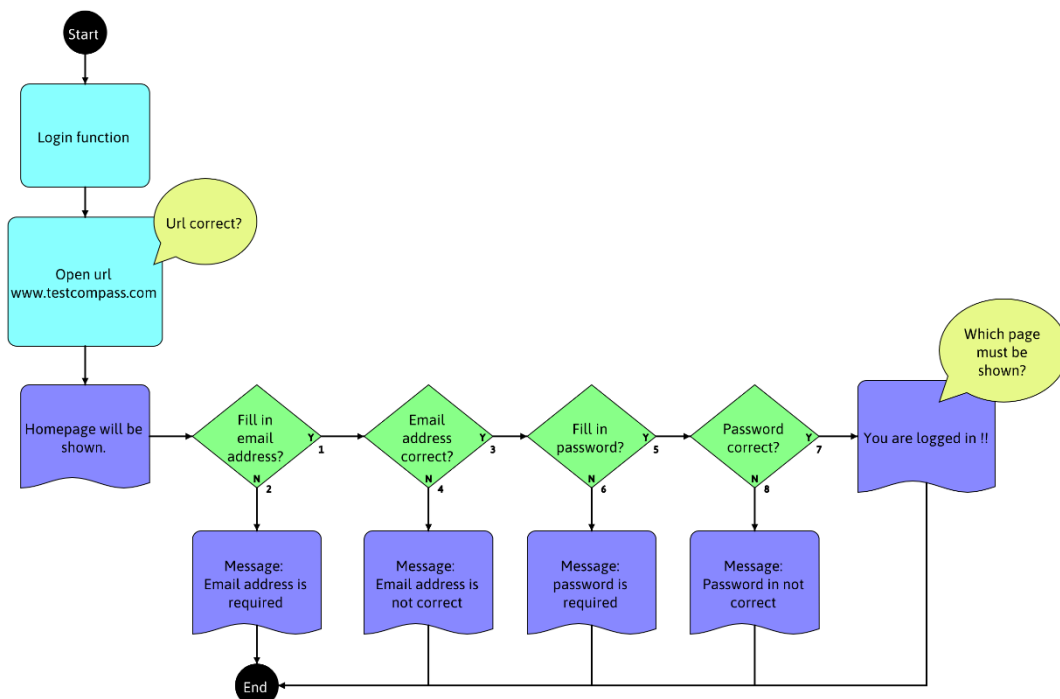 Start
Login function
Url correct?
Open url
www.testcompass.com
Which page
must be
shown?
Homepage will be
shown.
Fill in
email
address?
Y
1
N
2
Email
address
correct?
Y
3
N
4
Fill in
password?
Y
5
N
6
Password
correct?
Y
7
N
8
You are logged in !!
Message:
Email address is
required
Message:
Email address is
not correct
Message:
password is
required
Message:
Password in not
correct
End